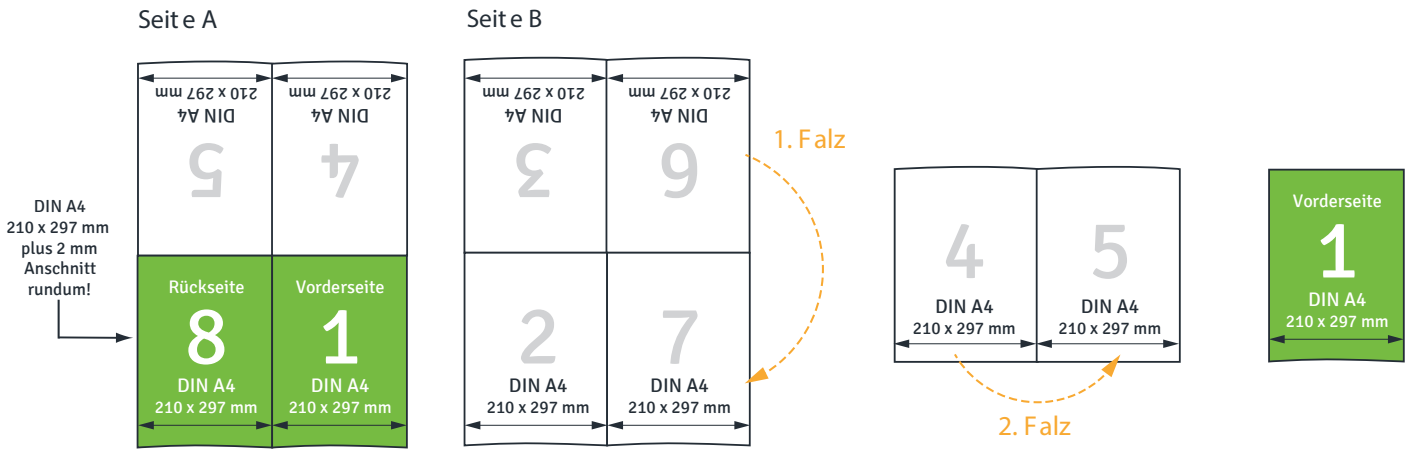 Seite A
Seite B
210 x 297 mm
DIN A4
5
210 x 297 mm
DIN A4
4
DIN A4
210 x 297 mm
plus 2 mm
Anschnitt
rundum!
Rückseite
8
DIN A4
210 x 297 mm
Vorderseite
1
DIN A4
210 x 297 mm
210 x 297 mm
DIN A4
3
210 x 297 mm
DIN A4
6
1. Falz
2
DIN A4
210 x 297 mm
7
DIN A4
210 x 297 mm
4
DIN A4
210 x 297 mm
5
DIN A4
210 x 297 mm
2. Falz
Vorderseite
1
DIN A4
210 x 297 mm